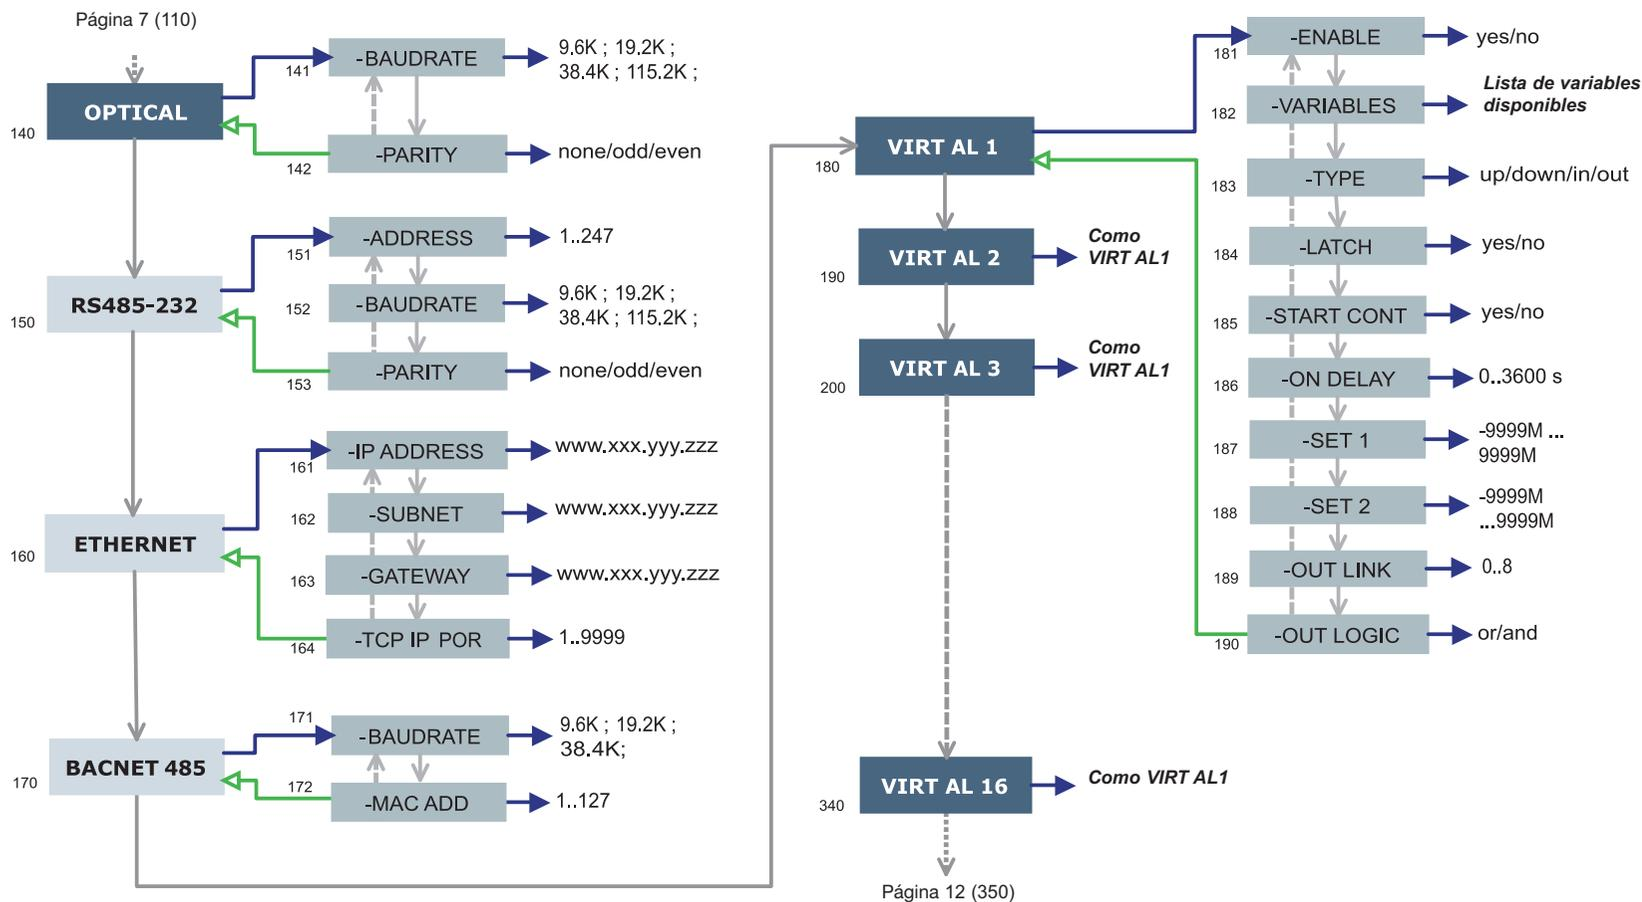 Página 7 (110)
OPTICAL
140
141
-BAUDRATE
9.6K ; 19.2K ;
38.4K ; 115.2K ;
142
-PARITY
none/odd/even
RS485-232
150
151
-ADDRESS
1..247
152
-BAUDRATE
9.6K ; 19.2K ;
38.4K ; 115.2K ;
153
-PARITY
none/odd/even
ETHERNET
160
161
-IP ADDRESS
www.xxx.yyy.zzz
162
-SUBNET
www.xxx.yyy.zzz
163
-GATEWAY
www.xxx.yyy.zzz
164
-TCP IP POR
1..9999
BACNET 485
170
171
-BAUDRATE
9.6K ; 19.2K ;
38.4K;
172
-MAC ADD
1..127
VIRT AL 1
180
VIRT AL 2
190
Como
VIRT AL1
VIRT AL 3
200
Como
VIRT AL1
VIRT AL 16
340
Como VIRT AL1
Página 12 (350)
181
-ENABLE
yes/no
182
-VARIABLES
Lista de variables
disponibles
183
-TYPE
up/down/in/out
184
-LATCH
yes/no
185
-START CONT
yes/no
186
-ON DELAY
0..3600 s
187
-SET 1
-9999M ...
9999M
188
-SET 2
-9999M
...9999M
189
-OUT LINK
0..8
190
-OUT LOGIC
or/and